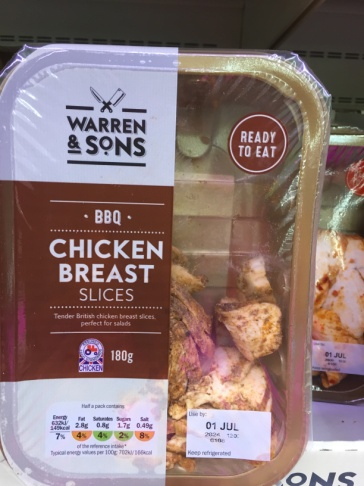 WARREN
& SONS
READY
TO EAT
· BBQ ·
CHICKEN
BREAST
SLICES
Tender British chicken breast slices,
perfect for salads
CHICKEN
180g
Half a pack contains
Energy 632kJ/ 149kcal 7%
Fat 2.8g 4%
Saturates 0.8g 4%
Sugars 1.7g 2%
Salt 0.49g 8%
of the reference intake*
Typical energy values per 100g: 702kJ/166kcal
Use by:
01 JUL
Keep refrigerated
01 JUL
ONS